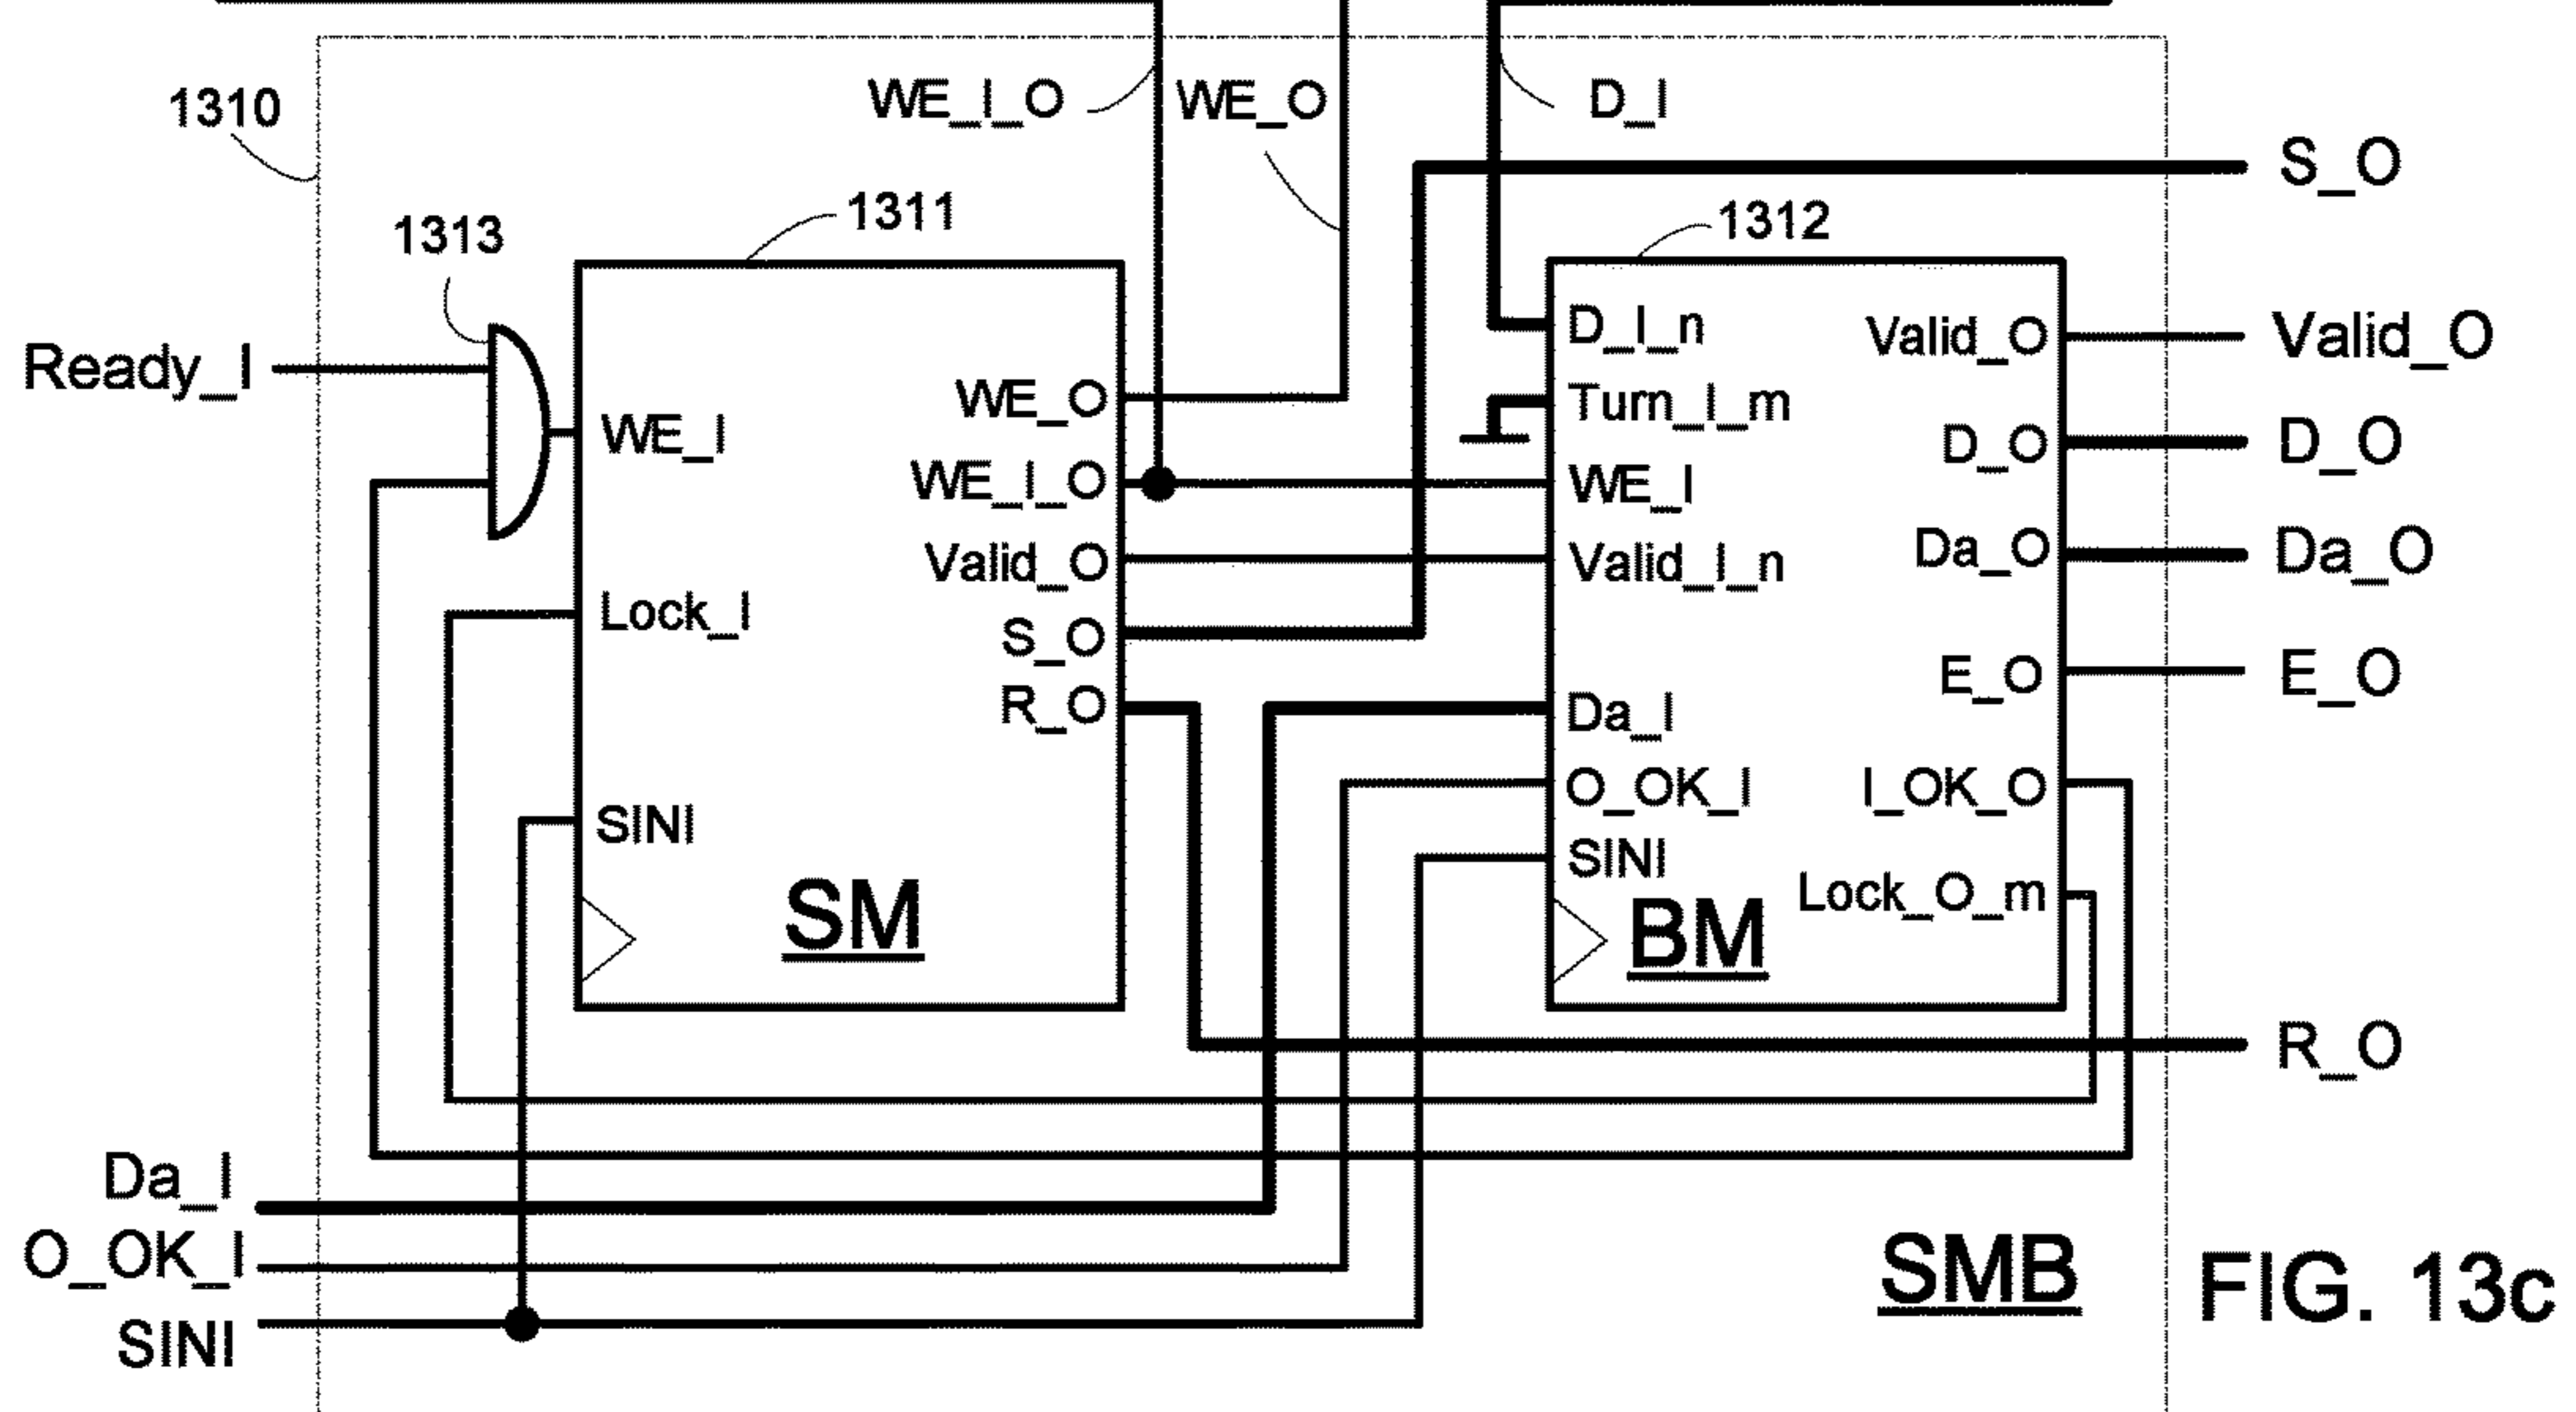 1310
WE_I_O
WE_O
D_I
S_O
1313
1311
1312
Ready_I
WE_I
Lock_I
SINI
WE_O
WE_I_O
Valid_O
S_O
R_O
SM
D_I_n
Turn_I_m
WE_I
Valid_I_n
Da_I
O_OK_I
SINI
BM
Valid_O
D_O
Da_O
E_O
I_OK_O
Lock_O_m
Valid_O
D_O
Da_O
E_O
R_O
Da_I
O_OK_I
SINI
SMB
FIG. 13c